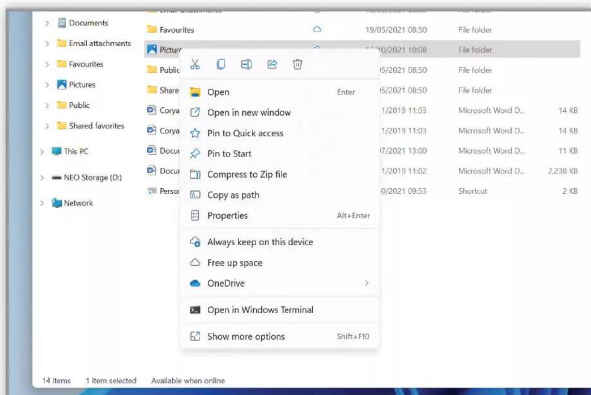 Documents
Email attachments
Favourites
Pictures
Public
Shared favorites
This PC
NEO Storage (D:)
Network
Favourites 19/05/2021 08:50 File folder
10:08 File folder
Public /05/2021 08:50 File folder
Share /05/2021 08:50 File folder
Corya 1/2019 11:03 Microsoft Word D... 14 KB
Corya 1/2019 11:03 Microsoft Word D... 14 KB
Docu 7/2021 13:00 Microsoft Word D... 11 KB
Docu 1/2019 11:02 Microsoft Word D... 2,238 KB
Perso 0/2021 09:53 Shortcut 2 KB
Open Enter
Open in new window
Pin to Quick access
Pin to Start
Compress to Zip file
Copy as path
Properties Alt+Enter
Always keep on this device
Free up space
OneDrive
Open in Windows Terminal
Show more options Shift+F10
14 items 1 item selected Available when online